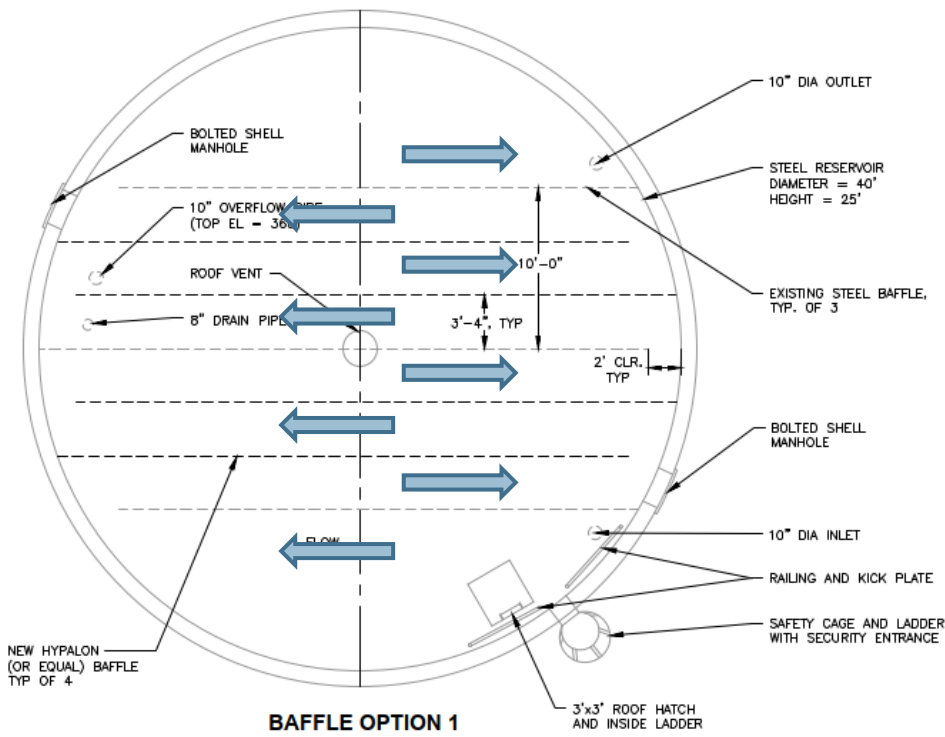 10" DIA OUTLET
BOLTED SHELL
MANHOLE
STEEL RESERVOIR
DIAMETER = 40'
HEIGHT = 25'
10" OVERFLOW
(TOP EL –
10'-0"
ROOF VENT
EXISTING STEEL BAFFLE,
TYP. OF 3
8" DRAIN
3'-4", TYP
2' CLR.
TYP
BOLTED SHELL
MANHOLE
10" DIA INLET
FLOW
RAILING AND KICK PLATE
SAFETY CAGE AND LADDER
WITH SECURITY ENTRANCE
NEW HYPALON
(OR EQUAL) BAFFLE
TYP OF 4
3'x3' ROOF HATCH
AND INSIDE LADDER
BAFFLE OPTION 1